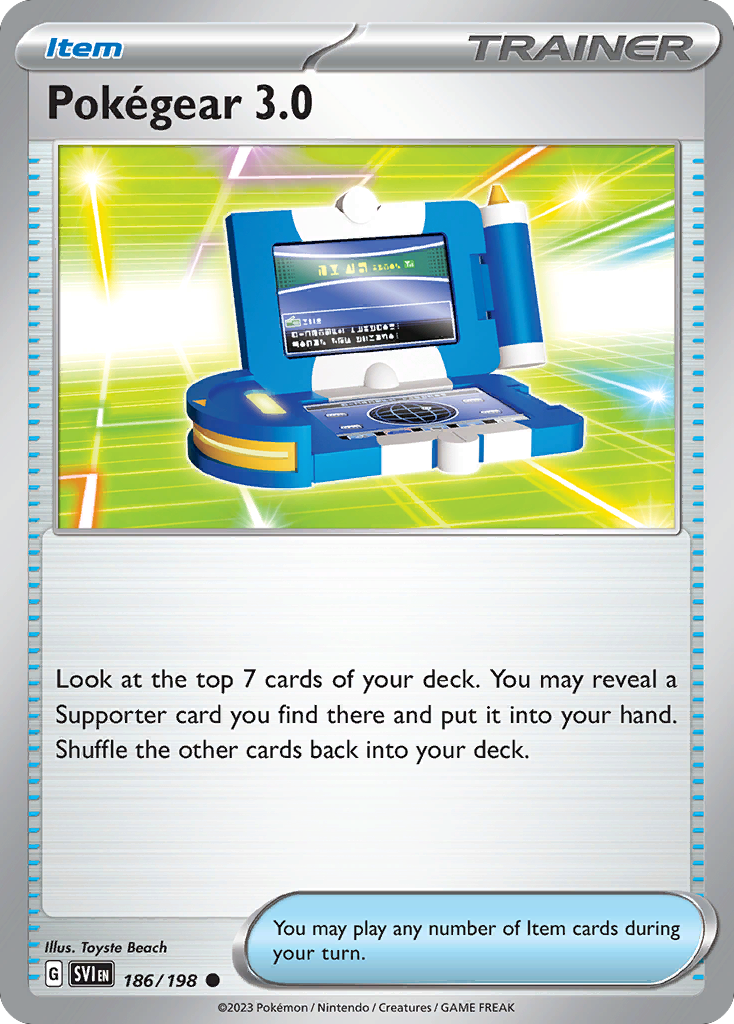 Item
TRAINER
Pokégear 3.0
Look at the top 7 cards of your deck. You may reveal a
Supporter card you find there and put it into your hand.
Shuffle the other cards back into your deck.
You may play any number of Item cards during
your turn.
Illus. Toyste Beach
G SVI EN 186/198
©2023 Pokémon / Nintendo / Creatures / GAME FREAK